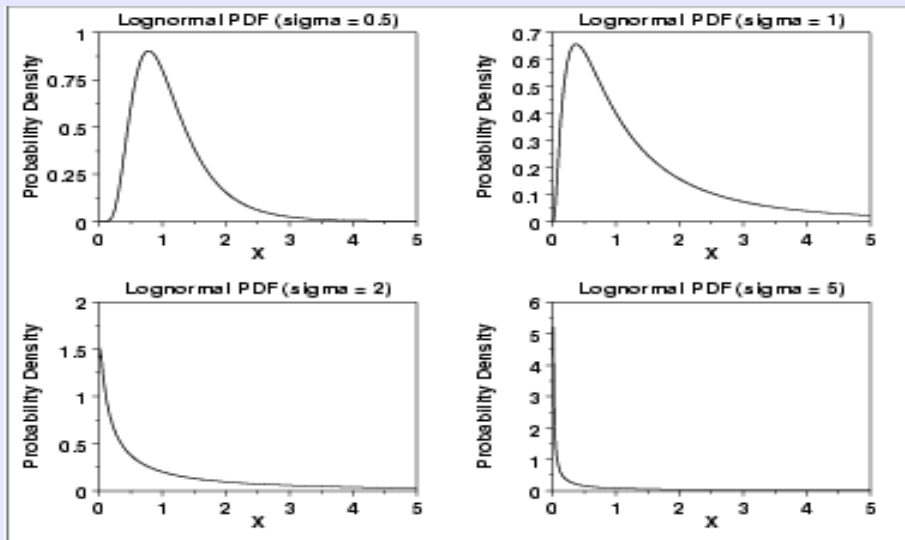 Lognormal PDF (sigma = 0.5)
Probability Density
1
0.75
0.5
0.25
0
0 1 2 3 4 5
X
Lognormal PDF (sigma = 1)
Probability Density
0.7
0.6
0.5
0.4
0.3
0.2
0.1
0
0 1 2 3 4 5
X
Lognormal PDF (sigma = 2)
Probability Density
2
1.5
1
0.5
0
0 1 2 3 4 5
X
Lognormal PDF (sigma = 5)
Probability Density
6
5
4
3
2
1
0
0 1 2 3 4 5
X